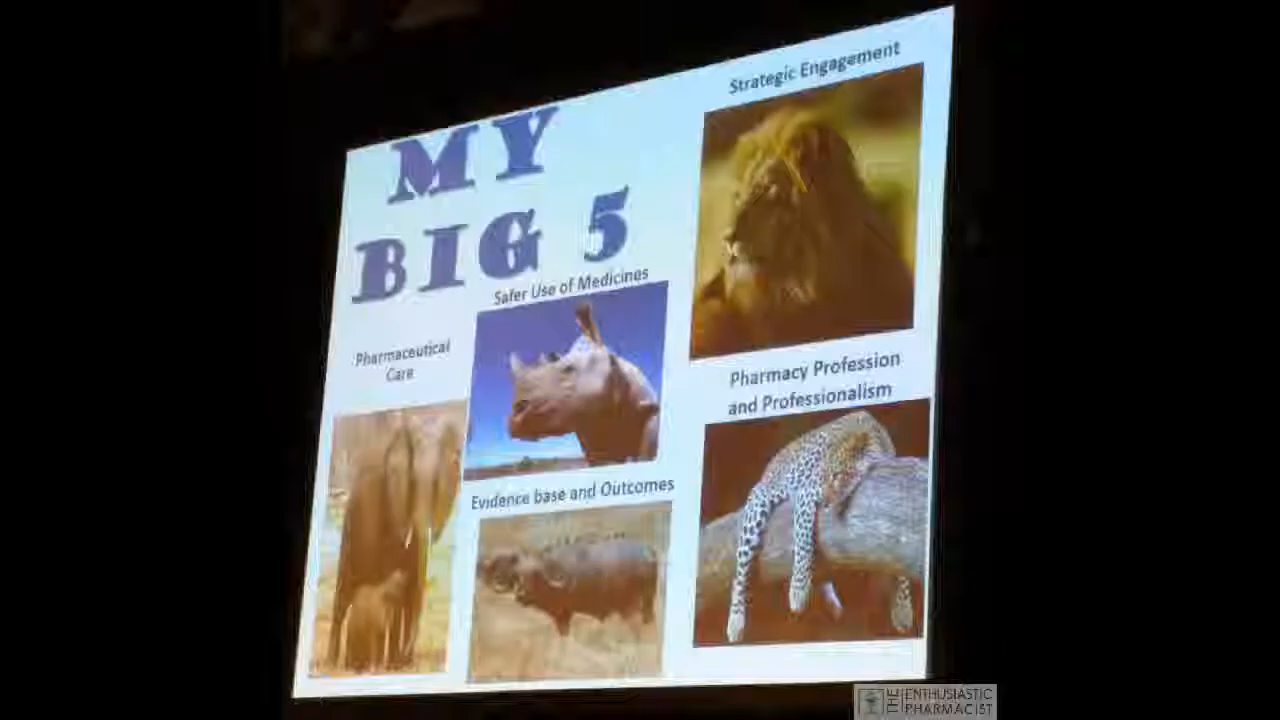 MY
BIG 5
Strategic Engagement
Safer Use of Medicines
Pharmaceutical
Care
Pharmacy Profession
and Professionalism
Evidence base and Outcomes
THE
ENTHUSIASTIC
PHARMACIST